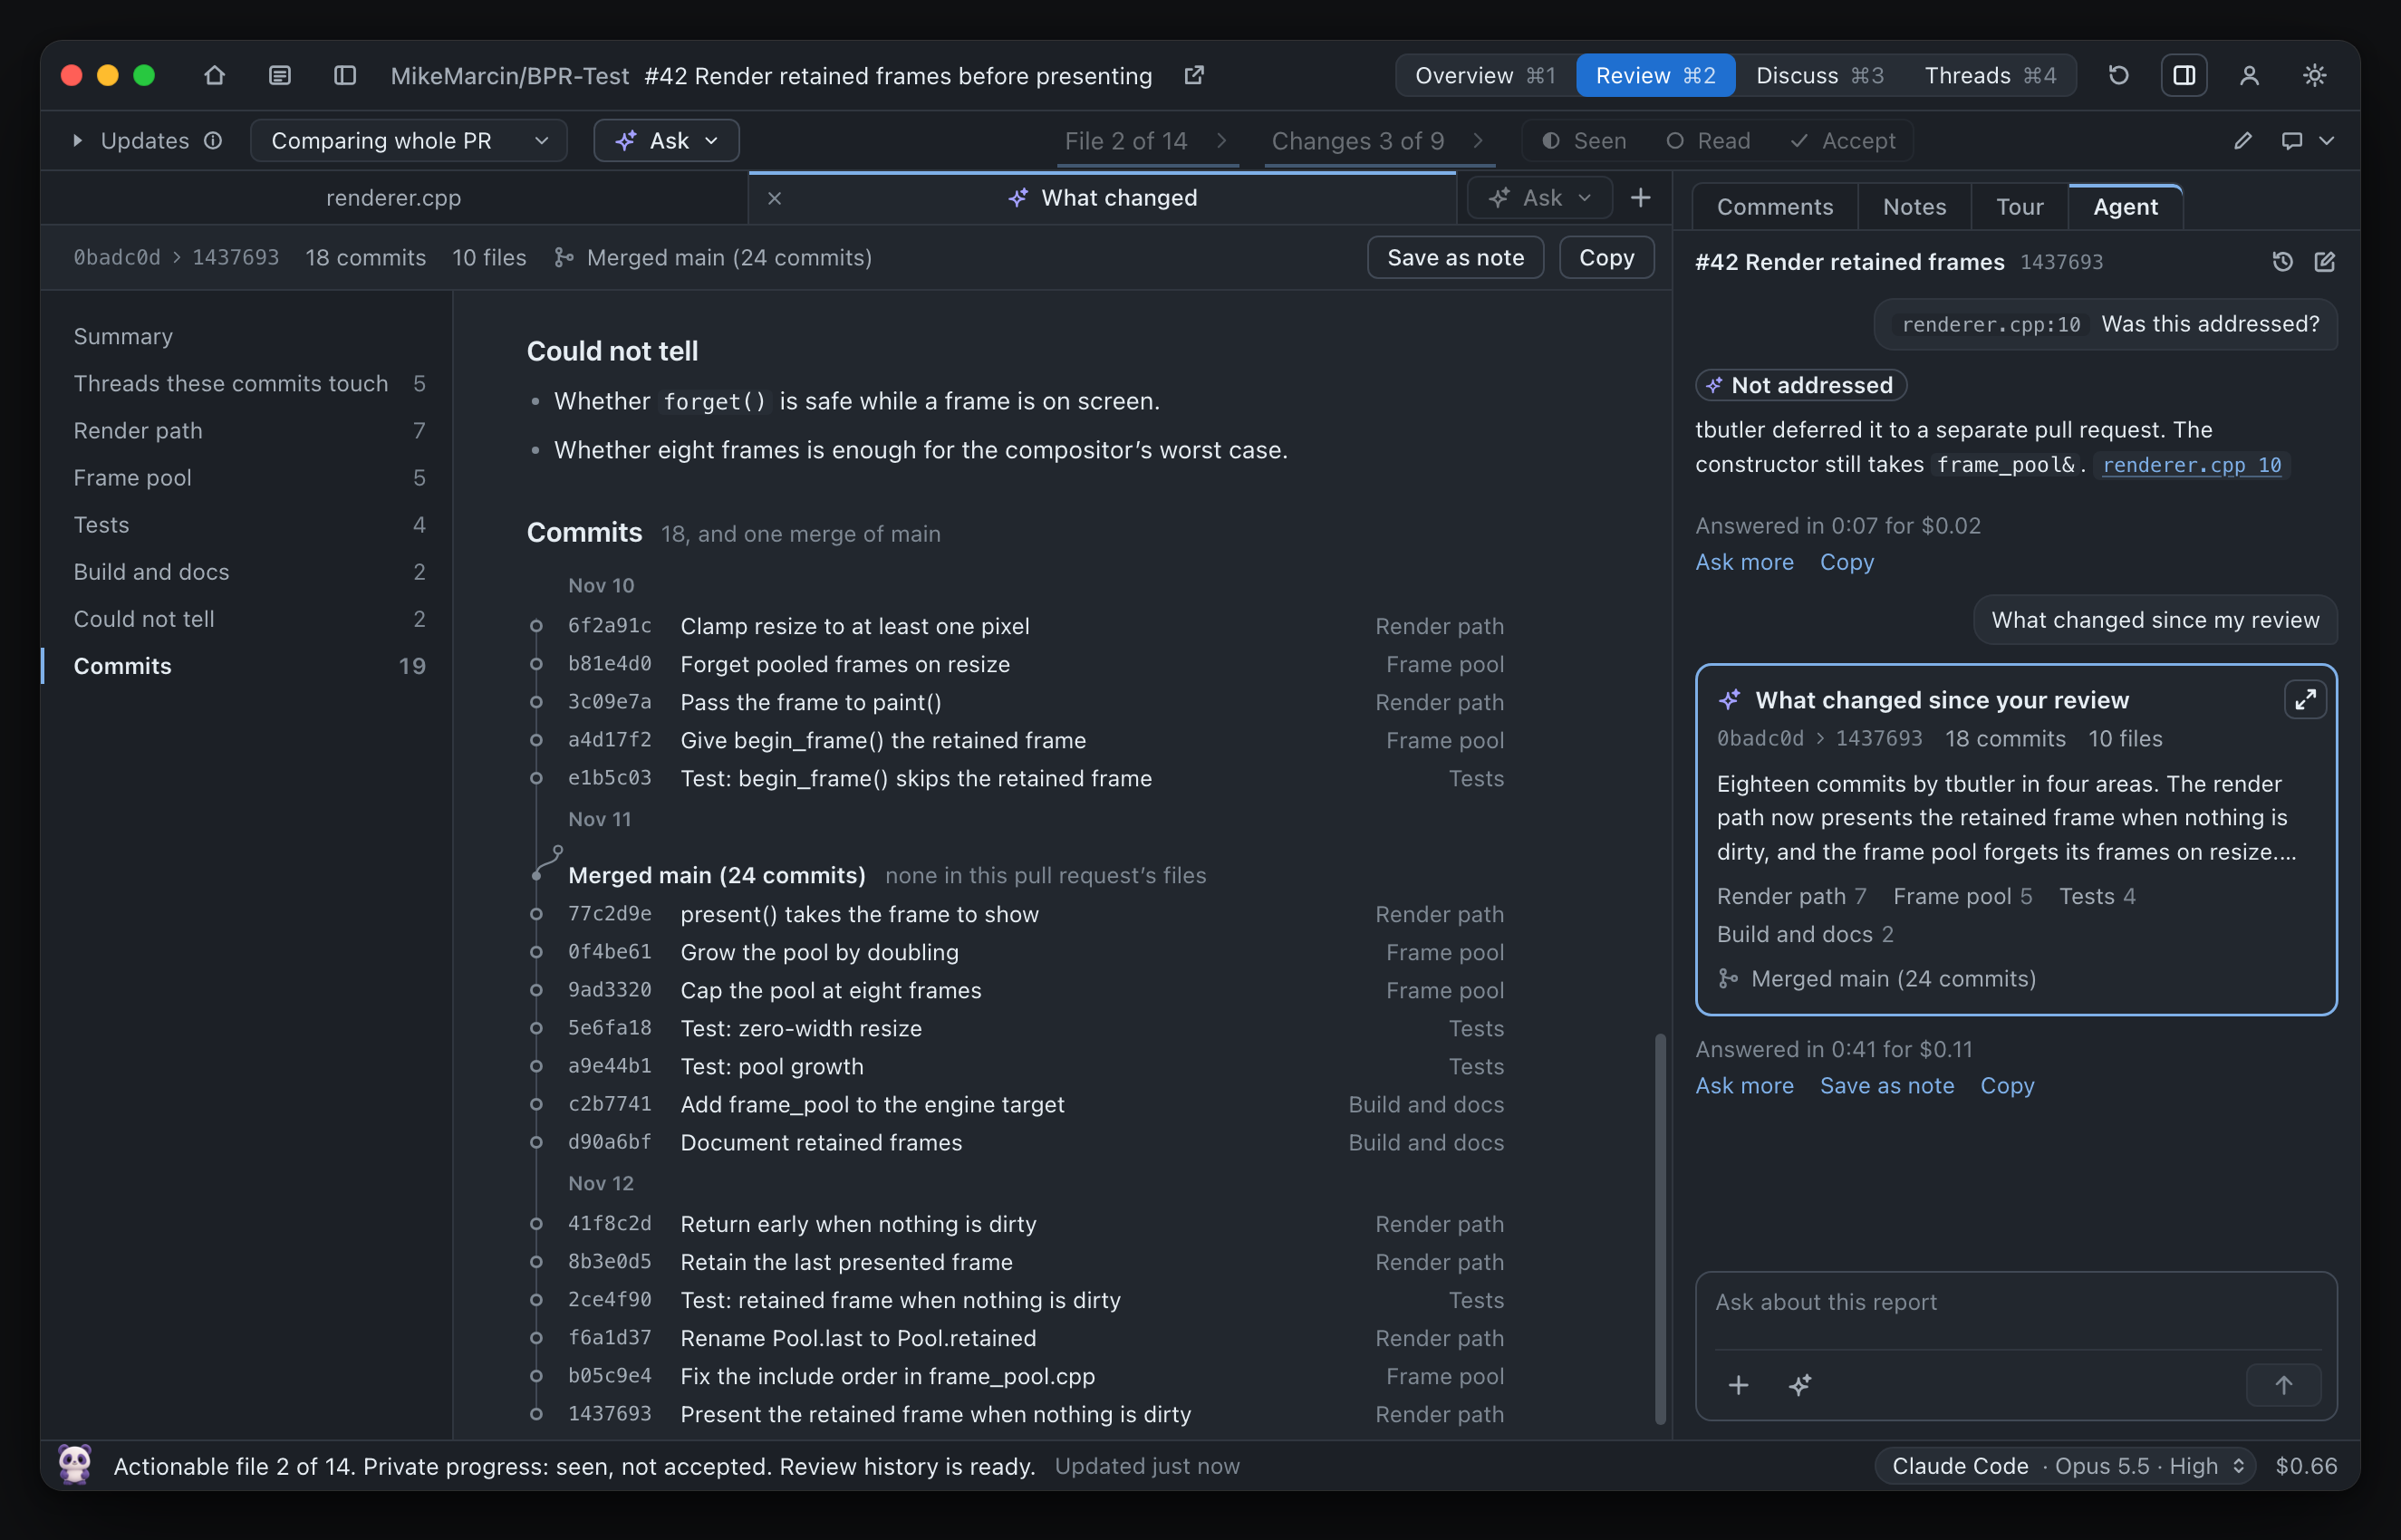 MikeMarcin/BPR-Test #42 Render retained frames before presenting
Overview ⌘1 Review ⌘2 Discuss ⌘3 Threads ⌘4
Updates Comparing whole PR Ask File 2 of 14 Changes 3 of 9 Seen Read Accept
renderer.cpp
What changed
Ask
0badc0d > 1437693 18 commits 10 files Merged main (24 commits)
Save as note Copy
Summary
Threads these commits touch 5
Render path 7
Frame pool 5
Tests 4
Build and docs 2
Could not tell 2
Commits 19
Could not tell
• Whether forget() is safe while a frame is on screen.
• Whether eight frames is enough for the compositor’s worst case.
Commits 18, and one merge of main
Nov 10
6f2a91c Clamp resize to at least one pixel Render path
b81e4d0 Forget pooled frames on resize Frame pool
3c09e7a Pass the frame to paint() Render path
a4d17f2 Give begin_frame() the retained frame Frame pool
e1b5c03 Test: begin_frame() skips the retained frame Tests
Nov 11
Merged main (24 commits) none in this pull request’s files
77c2d9e present() takes the frame to show Render path
0f4be61 Grow the pool by doubling Frame pool
9ad3320 Cap the pool at eight frames Frame pool
5e6fa18 Test: zero-width resize Tests
a9e44b1 Test: pool growth Tests
c2b7741 Add frame_pool to the engine target Build and docs
d90a6bf Document retained frames Build and docs
Nov 12
41f8c2d Return early when nothing is dirty Render path
8b3e0d5 Retain the last presented frame Render path
2ce4f90 Test: retained frame when nothing is dirty Tests
f6a1d37 Rename Pool.last to Pool.retained Render path
b05c9e4 Fix the include order in frame_pool.cpp Frame pool
1437693 Present the retained frame when nothing is dirty Render path
Comments Notes Tour Agent
#42 Render retained frames 1437693
renderer.cpp:10 Was this addressed?
Not addressed
tbutler deferred it to a separate pull request. The
constructor still takes frame_pool&. renderer.cpp 10
Answered in 0:07 for $0.02
Ask more Copy
What changed since my review
What changed since your review
0badc0d > 1437693 18 commits 10 files
Eighteen commits by tbutler in four areas. The render
path now presents the retained frame when nothing is
dirty, and the frame pool forgets its frames on resize....
Render path 7 Frame pool 5 Tests 4
Build and docs 2
Merged main (24 commits)
Answered in 0:41 for $0.11
Ask more Save as note Copy
Ask about this report
Actionable file 2 of 14. Private progress: seen, not accepted. Review history is ready. Updated just now
Claude Code · Opus 5.5 · High $0.66